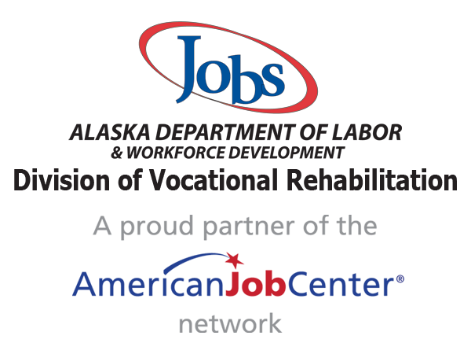 Jobs
ALASKA DEPARTMENT OF LABOR
& WORKFORCE DEVELOPMENT
Division of Vocational Rehabilitation
A proud partner of the
AmericanJobCenter®
network